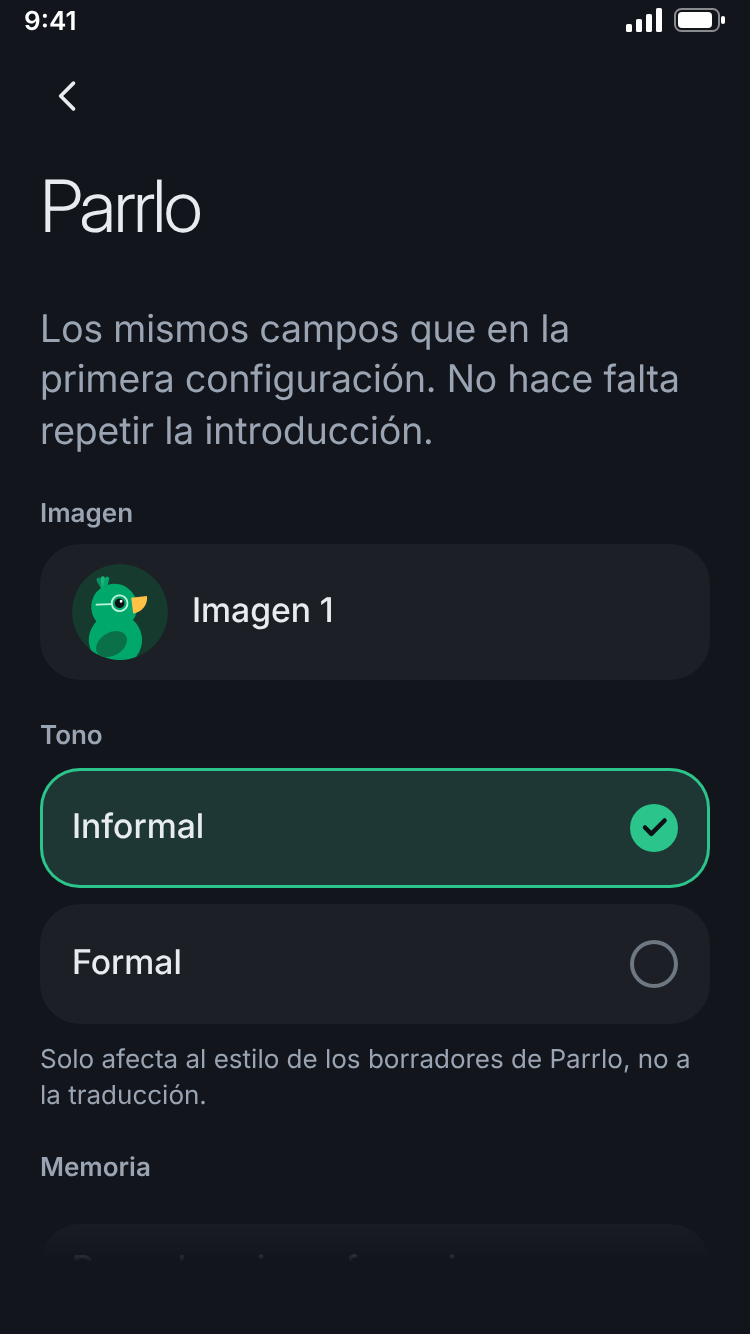 9:41
Parrlo
Los mismos campos que en la
primera configuración. No hace falta
repetir la introducción.
Imagen
Imagen 1
Tono
Informal
Formal
Solo afecta al estilo de los borradores de Parrlo, no a
la traducción.
Memoria